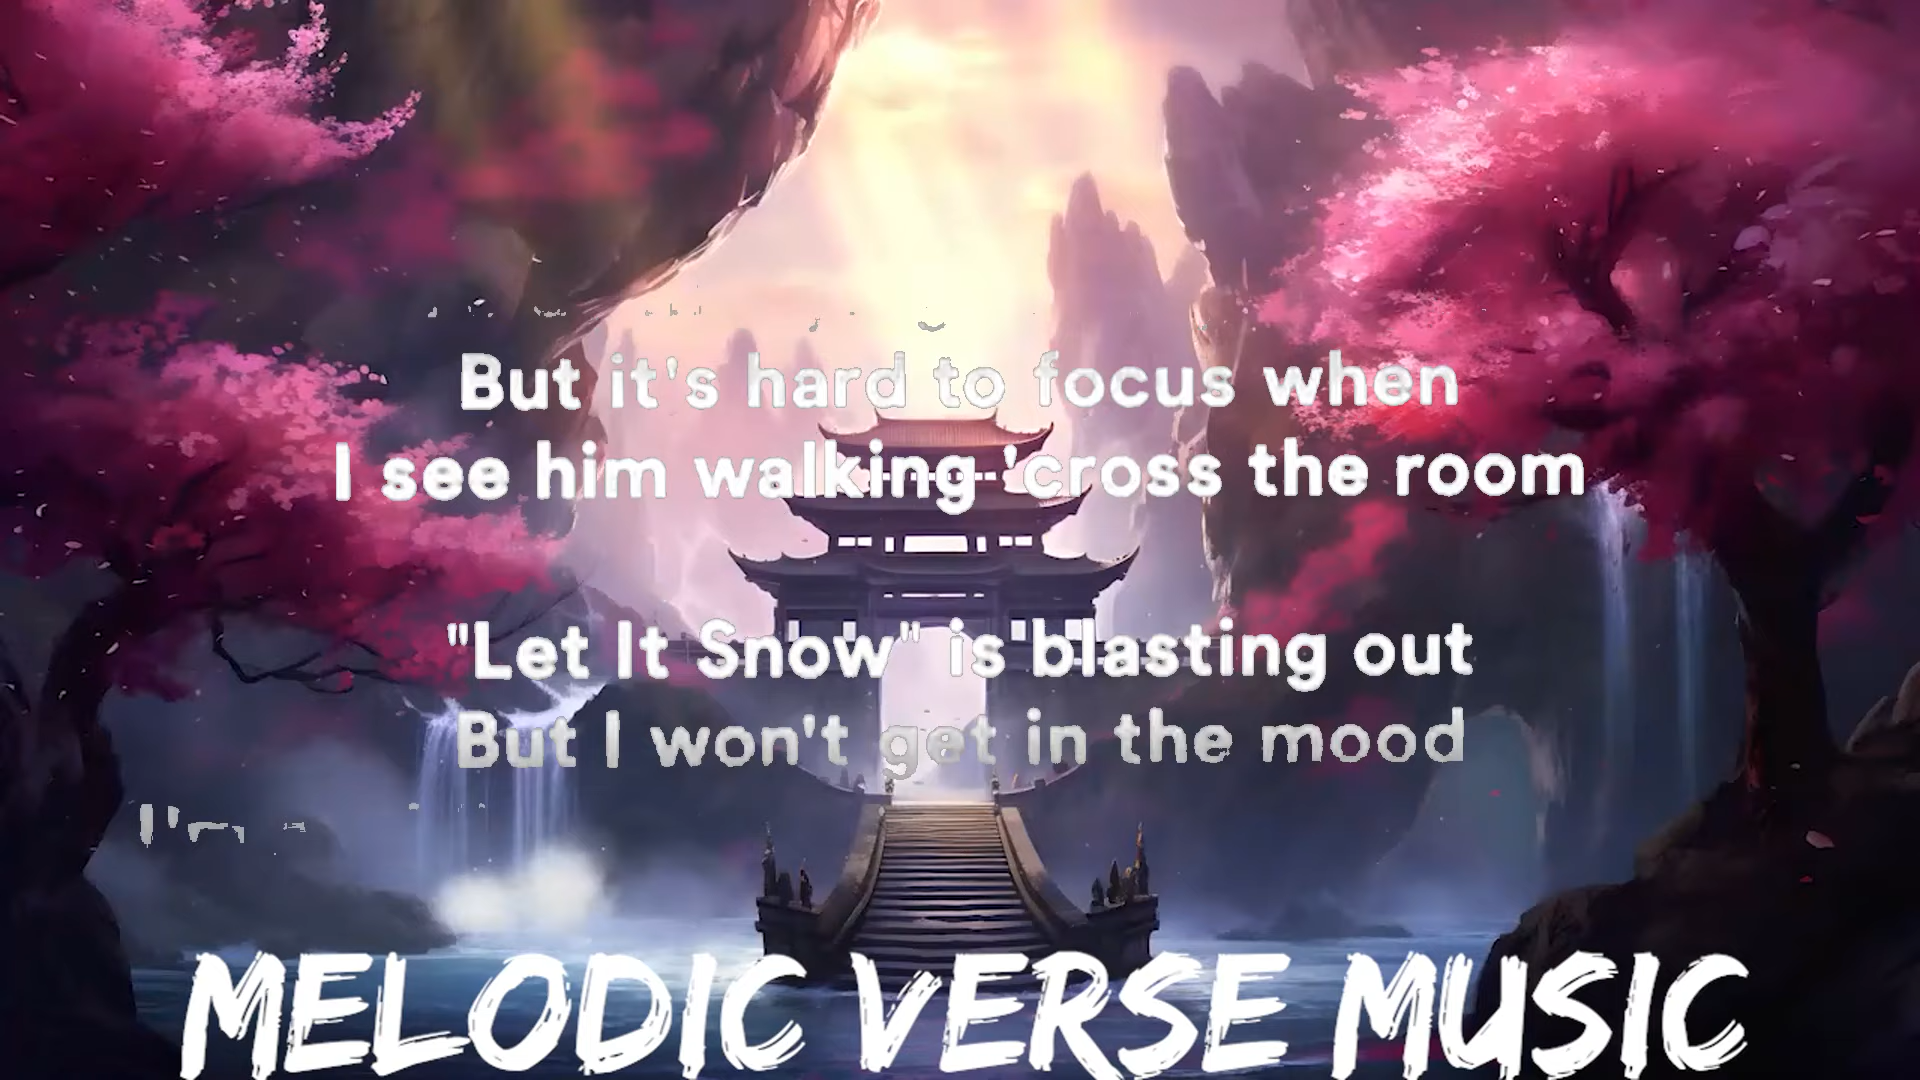 But it's hard to focus when
I see him walking 'cross the room
"Let It Snow" is blasting out
But I won't get in the mood
I'm
MELODIC VERSE MUSIC